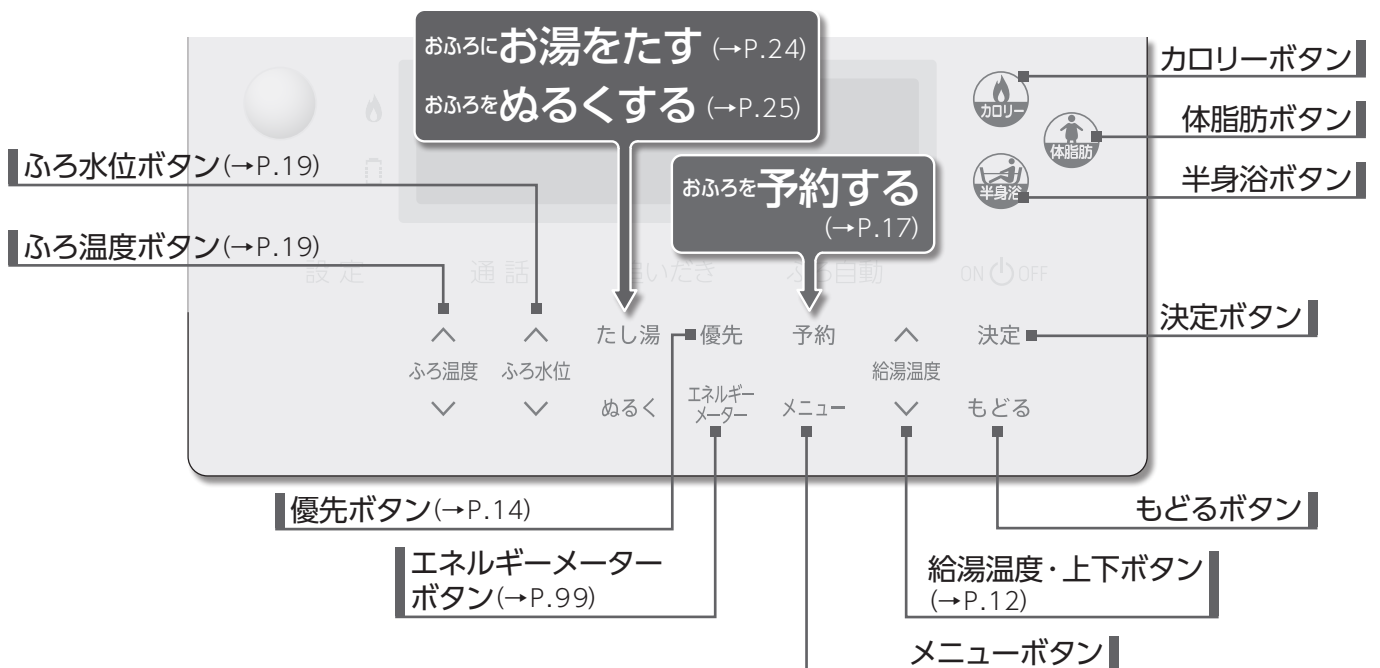 おふろにお湯をたす(→P.24)
おふろをぬるくする(→P.25)
カロリーボタン
カロリー
体脂肪ボタン
体脂肪
ふろ水位ボタン(→P.19)
おふろを予約する
(→P.17)
半身浴ボタン
半身浴
ふろ温度ボタン(→P.19)
設定
通話
追いだき
ふろ自動
ON OFF
決定ボタン
たし湯
優先
予約
決定
ふろ温度
ふろ水位
給湯温度
ぬるく
エネルギー
メーター
メニュー
もどる
優先ボタン(→P.14)
もどるボタン
エネルギーメーター
ボタン(→P.99)
給湯温度・上下ボタン
(→P.12)
メニューボタン